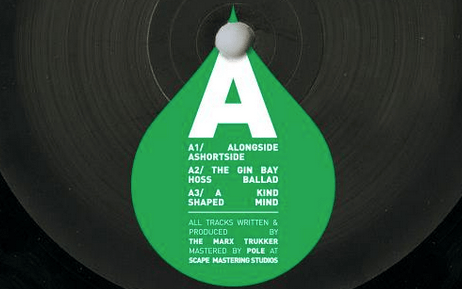 A
A1/ ALONGSIDE
ASHORTSIDE
A2/ THE GIN BAY
HOSS BALLAD
A3/ A KIND
SHAPED MIND
ALL TRACKS WRITTEN &
PRODUCED BY
THE MARX TRUKKER
MASTERED BY POLE AT
SCAPE MASTERING STUDIOS